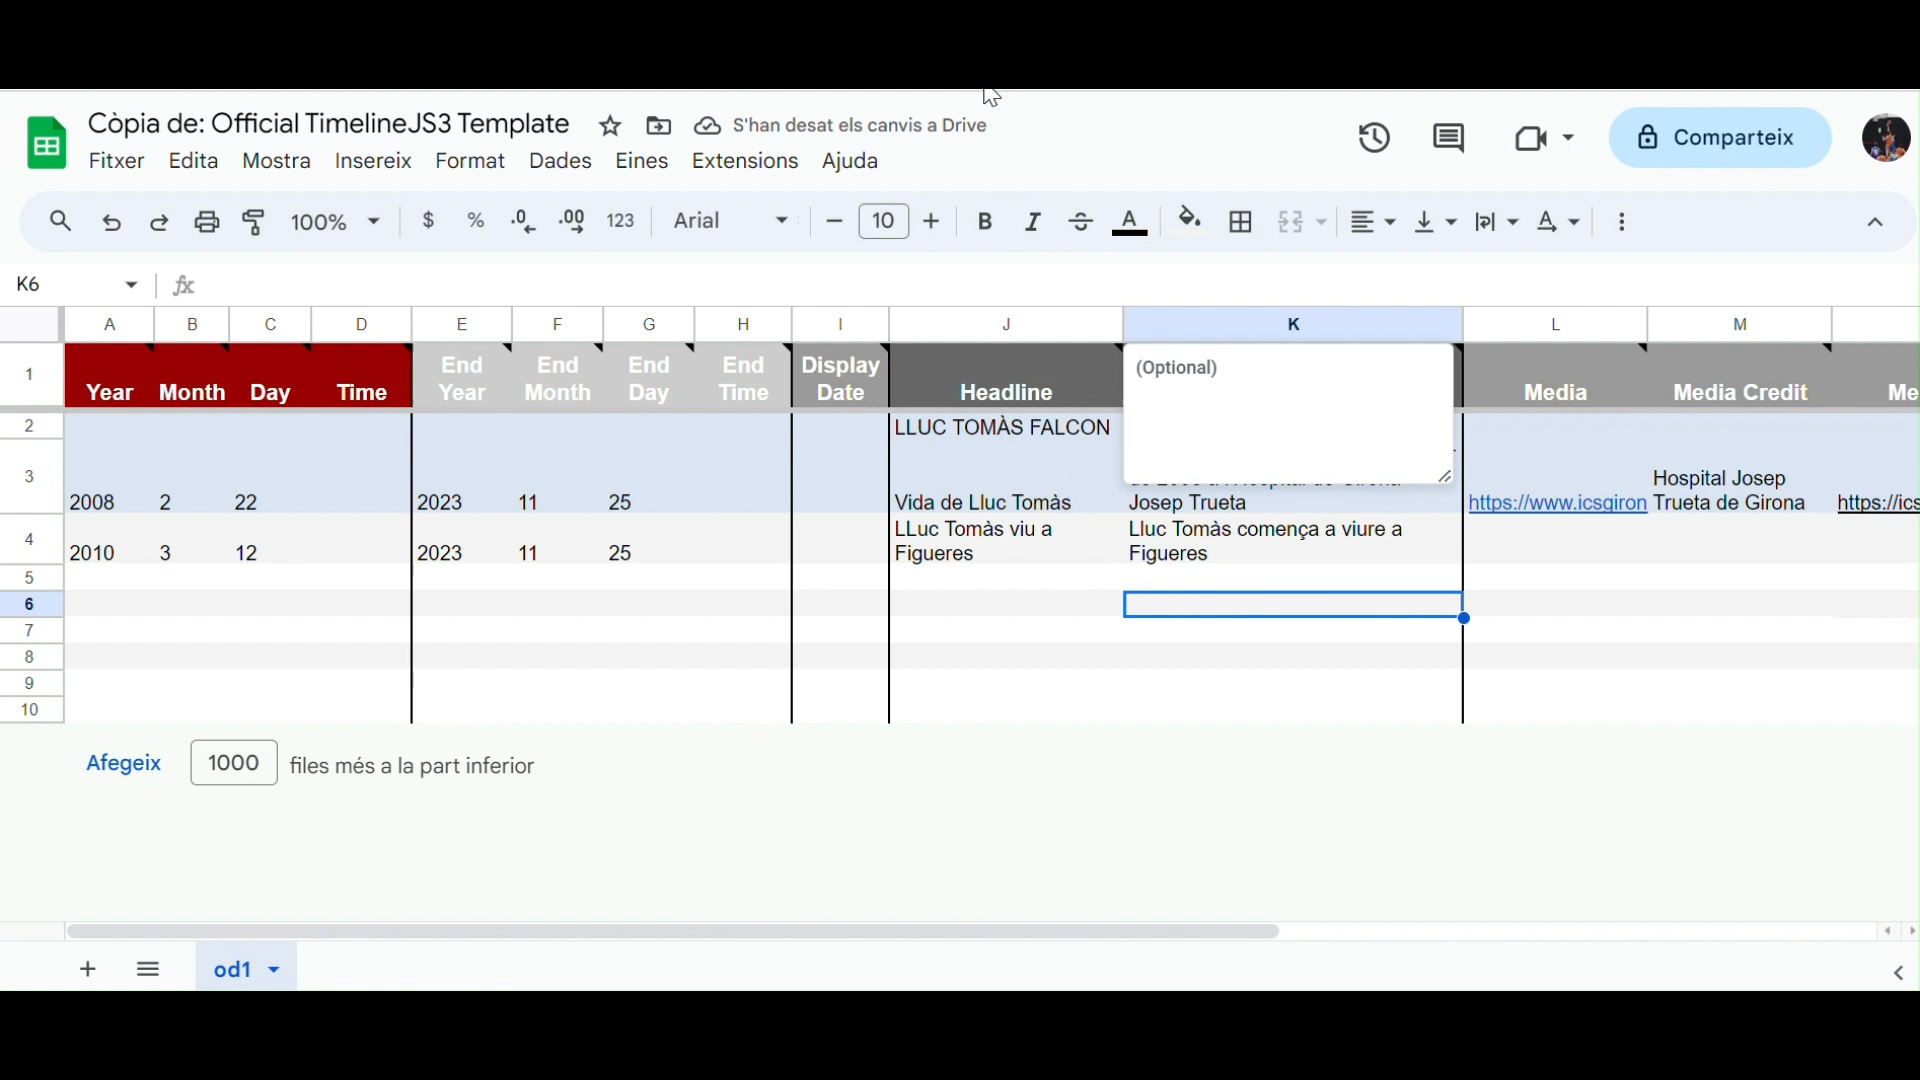 Còpia de: Official TimelineJS3 Template S'han desat els canvis a Drive
Fitxer Edita Mostra Insereix Format Dades Eines Extensions Ajuda
Comparteix
100% $ % .0 .00 123 Arial 10 B I S A A
K6 fx
A B C D E F G H I J K L M
1 Year Month Day Time End Year End Month End Day End Time Display Date Headline (Optional) Media Media Credit Me
2 LLUC TOMÀS FALCON
3 2008 2 22 2023 11 25 Vida de Lluc Tomàs Josep Trueta https://www.icsgiron Hospital Josep Trueta de Girona https://ics
4 2010 3 12 2023 11 25 LLuc Tomàs viu a Figueres Lluc Tomàs comença a viure a Figueres
5
6
7
8
9
10
Afegeix 1000 files més a la part inferior
od1